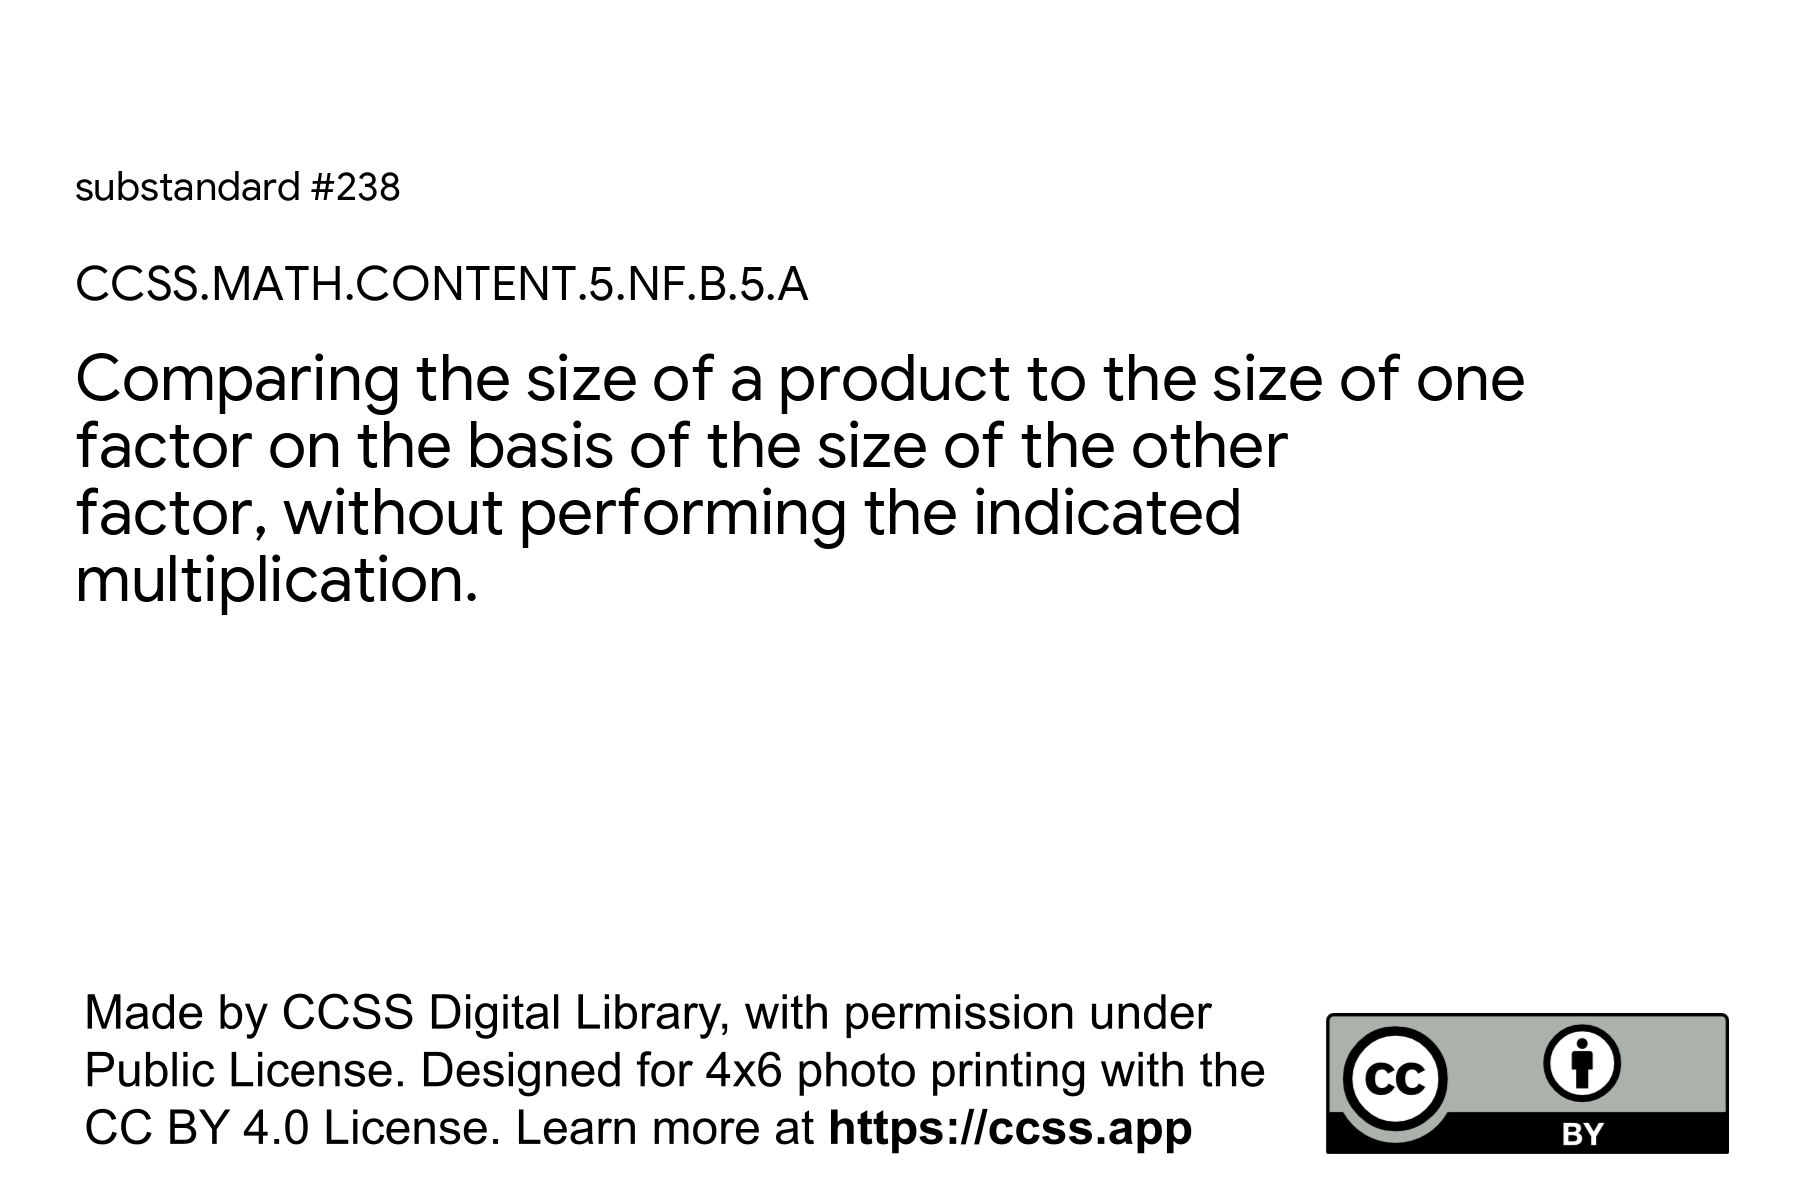 substandard #238
CCSS.MATH.CONTENT.5.NF.B.5.A
Comparing the size of a product to the size of one
factor on the basis of the size of the other
factor, without performing the indicated
multiplication.
Made by CCSS Digital Library, with permission under
Public License. Designed for 4x6 photo printing with the
CC BY 4.0 License. Learn more at https://ccss.app
CC
BY